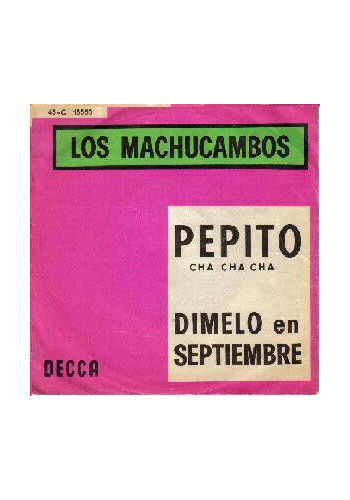 45-C 15550
LOS MACHUCAMBOS
PEPITO
CHA CHA CHA
DIMELO en
SEPTIEMBRE
DECCA